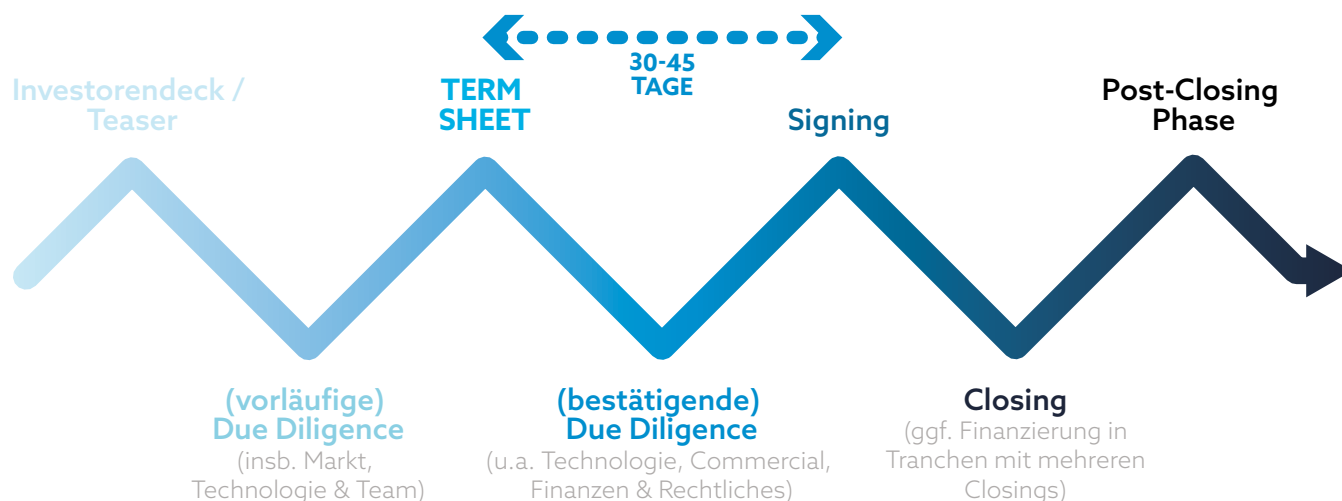 30-45
TAGE
Investorendeck /
Teaser
TERM
SHEET
Signing
Post-Closing
Phase
(vorläufige)
Due Diligence
(insb. Markt,
Technologie & Team)
(bestätigende)
Due Diligence
(u.a. Technologie, Commercial,
Finanzen & Rechtliches)
Closing
(ggf. Finanzierung in
Tranchen mit mehreren
Closings)